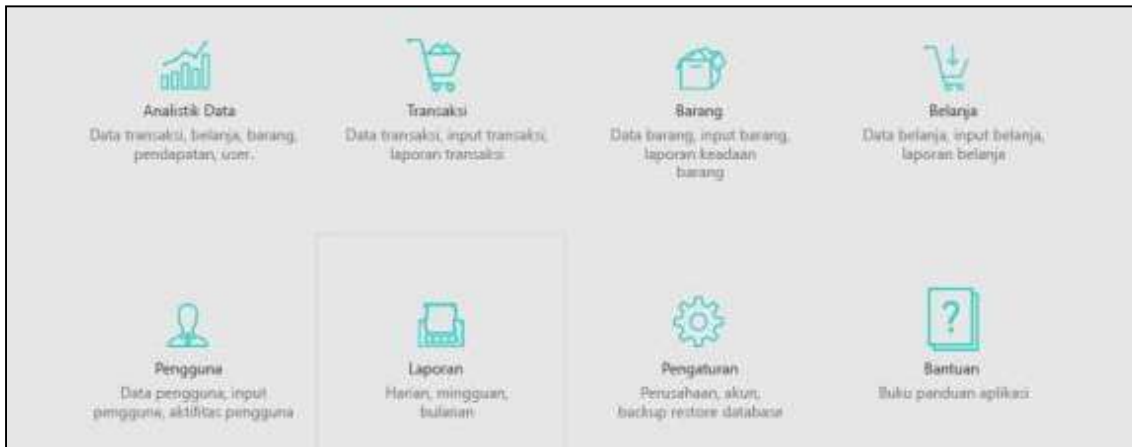 Analistik Data
Data transaksi, belanja, barang,
pendapatan, user.
Transaksi
Data transaksi, input transaksi,
laporan transaksi
Barang
Data barang, input barang,
laporan keadaan
barang
Belanja
Data belanja, input belanja,
laporan belanja
Pengguna
Data pengguna, input
pengguna, aktifitas pengguna
Laporan
Harian, mingguan,
bulanan
Pengaturan
Perusahaan, akun,
backup restore database
Bantuan
Buku panduan aplikasi